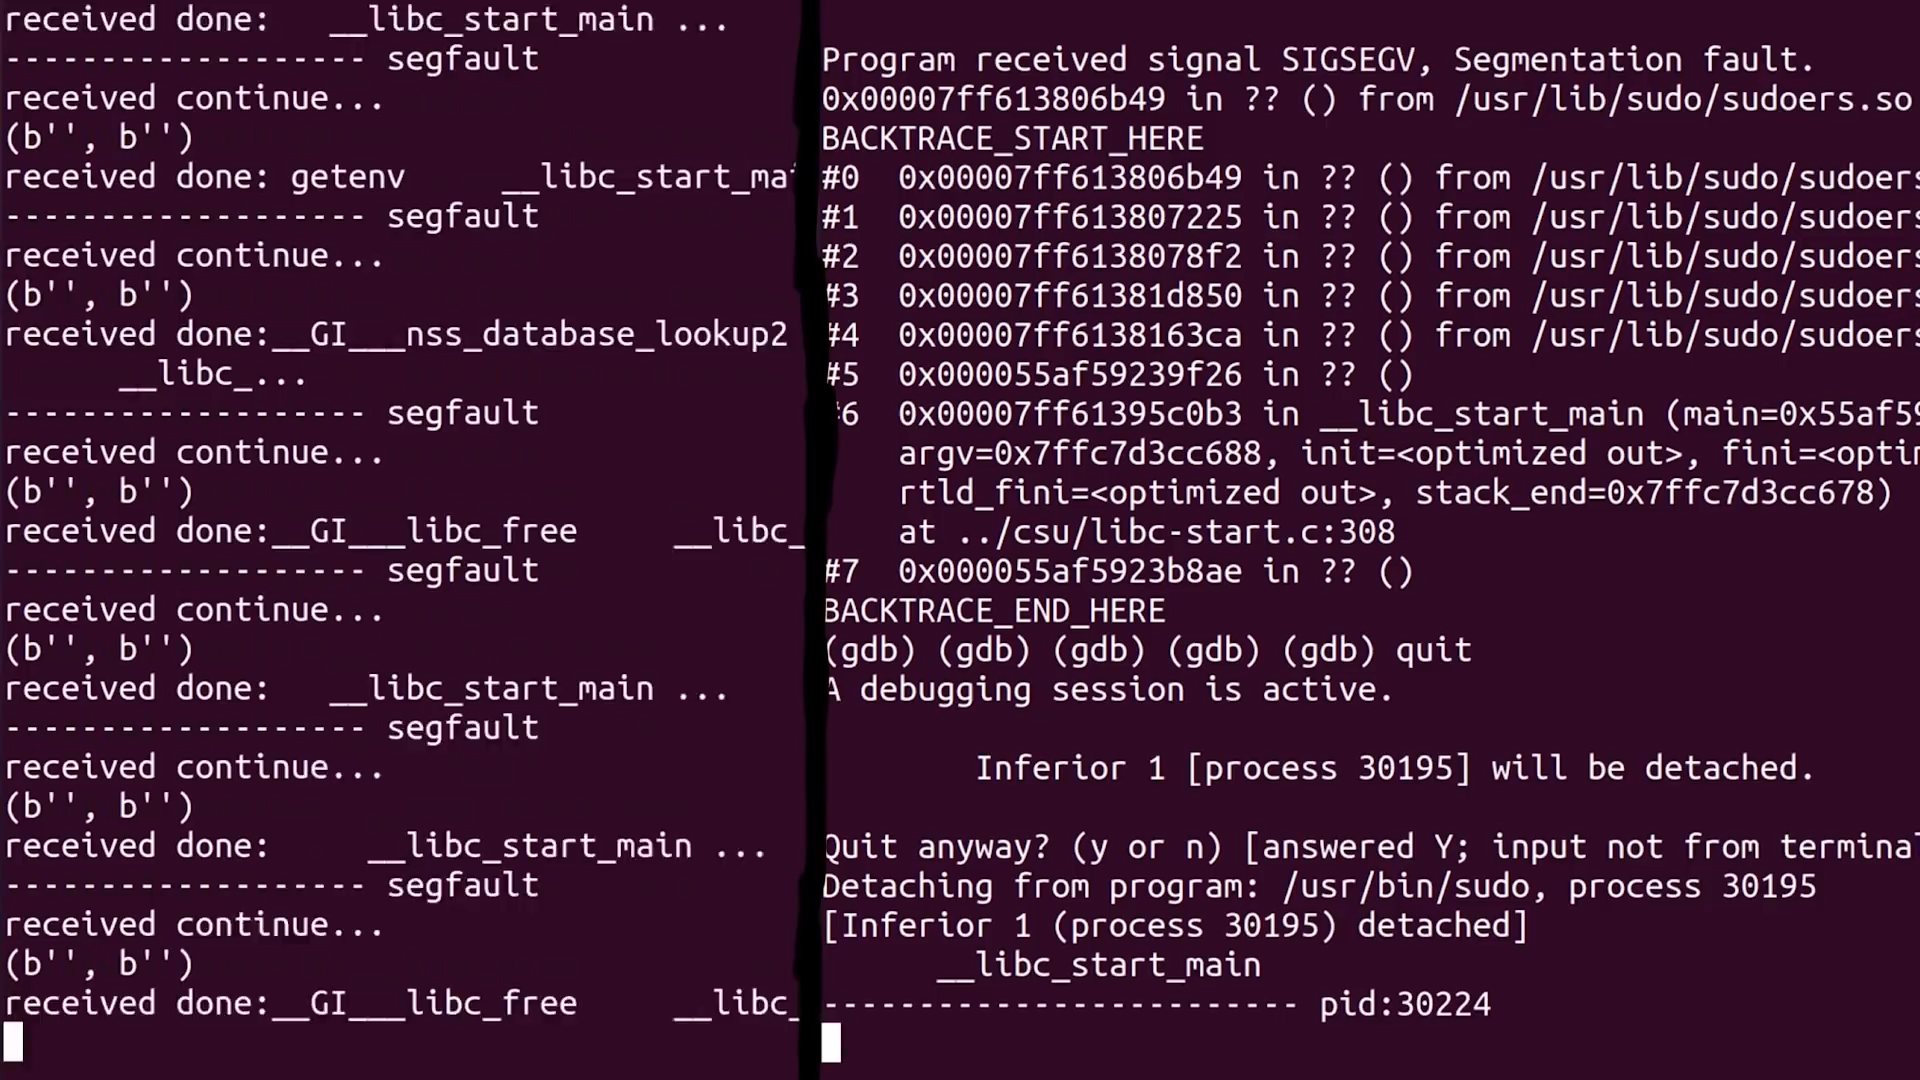 received done:   __libc_start_main ...
------------------- segfault
received continue...
(b'', b'')
received done: getenv     __libc_start_mai
------------------- segfault
received continue...
(b'', b'')
received done:__GI___nss_database_lookup2
      __libc_...
------------------- segfault
received continue...
(b'', b'')
received done:__GI___libc_free     __libc_
------------------- segfault
received continue...
(b'', b'')
received done:   __libc_start_main ...
------------------- segfault
received continue...
(b'', b'')
received done:     __libc_start_main ...
------------------- segfault
received continue...
(b'', b'')
received done:__GI___libc_free     __libc_
Program received signal SIGSEGV, Segmentation fault.
0x00007ff613806b49 in ?? () from /usr/lib/sudo/sudoers.so
BACKTRACE_START_HERE
#0  0x00007ff613806b49 in ?? () from /usr/lib/sudo/sudoers
#1  0x00007ff613807225 in ?? () from /usr/lib/sudo/sudoers
#2  0x00007ff6138078f2 in ?? () from /usr/lib/sudo/sudoers
#3  0x00007ff61381d850 in ?? () from /usr/lib/sudo/sudoers
#4  0x00007ff6138163ca in ?? () from /usr/lib/sudo/sudoers
#5  0x000055af59239f26 in ?? ()
#6  0x00007ff61395c0b3 in __libc_start_main (main=0x55af59
    argv=0x7ffc7d3cc688, init=<optimized out>, fini=<optim
    rtld_fini=<optimized out>, stack_end=0x7ffc7d3cc678)
    at ../csu/libc-start.c:308
#7  0x000055af5923b8ae in ?? ()
BACKTRACE_END_HERE
(gdb) (gdb) (gdb) (gdb) (gdb) quit
A debugging session is active.
        Inferior 1 [process 30195] will be detached.
Quit anyway? (y or n) [answered Y; input not from termina
Detaching from program: /usr/bin/sudo, process 30195
[Inferior 1 (process 30195) detached]
      __libc_start_main
------------------------- pid:30224